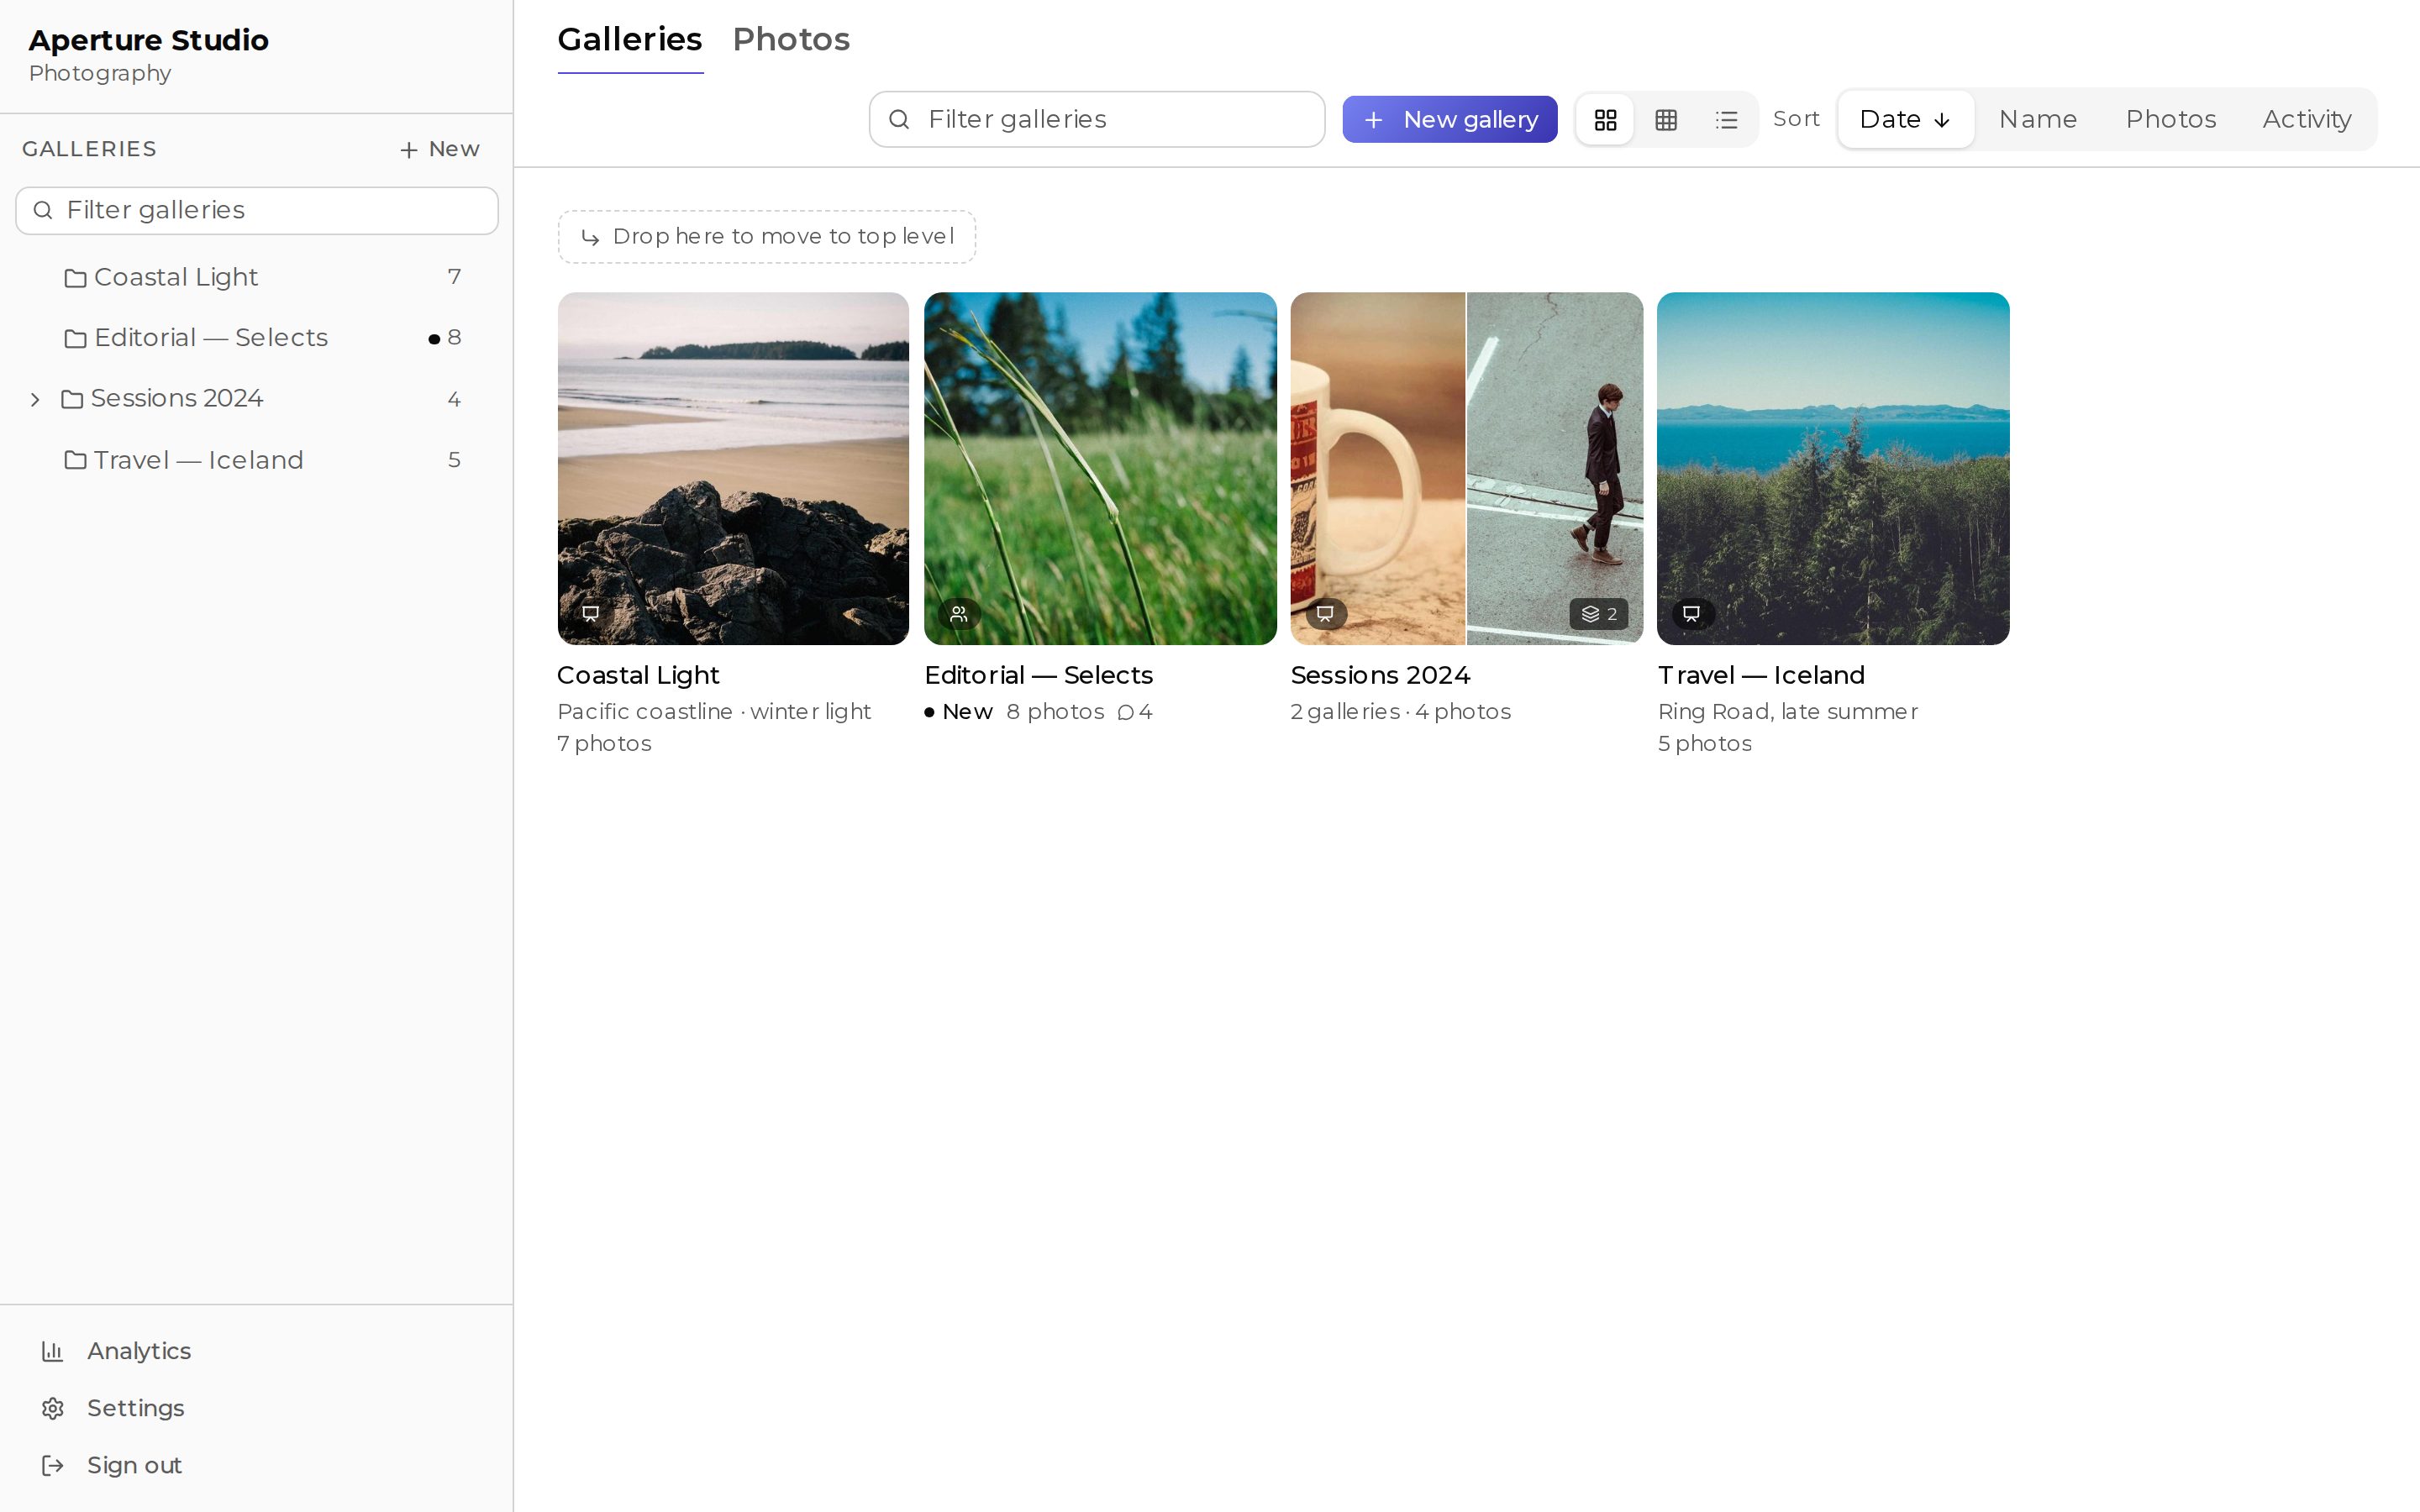 Aperture Studio
Photography
GALLERIES
New
Filter galleries
Coastal Light 7
Editorial — Selects 8
Sessions 2024 4
Travel — Iceland 5
Analytics
Settings
Sign out
Galleries Photos
Filter galleries
New gallery
Sort Date Name Photos Activity
Drop here to move to top level
2
Coastal Light
Pacific coastline · winter light
7 photos
Editorial — Selects
New 8 photos 4
Sessions 2024
2 galleries · 4 photos
Travel — Iceland
Ring Road, late summer
5 photos